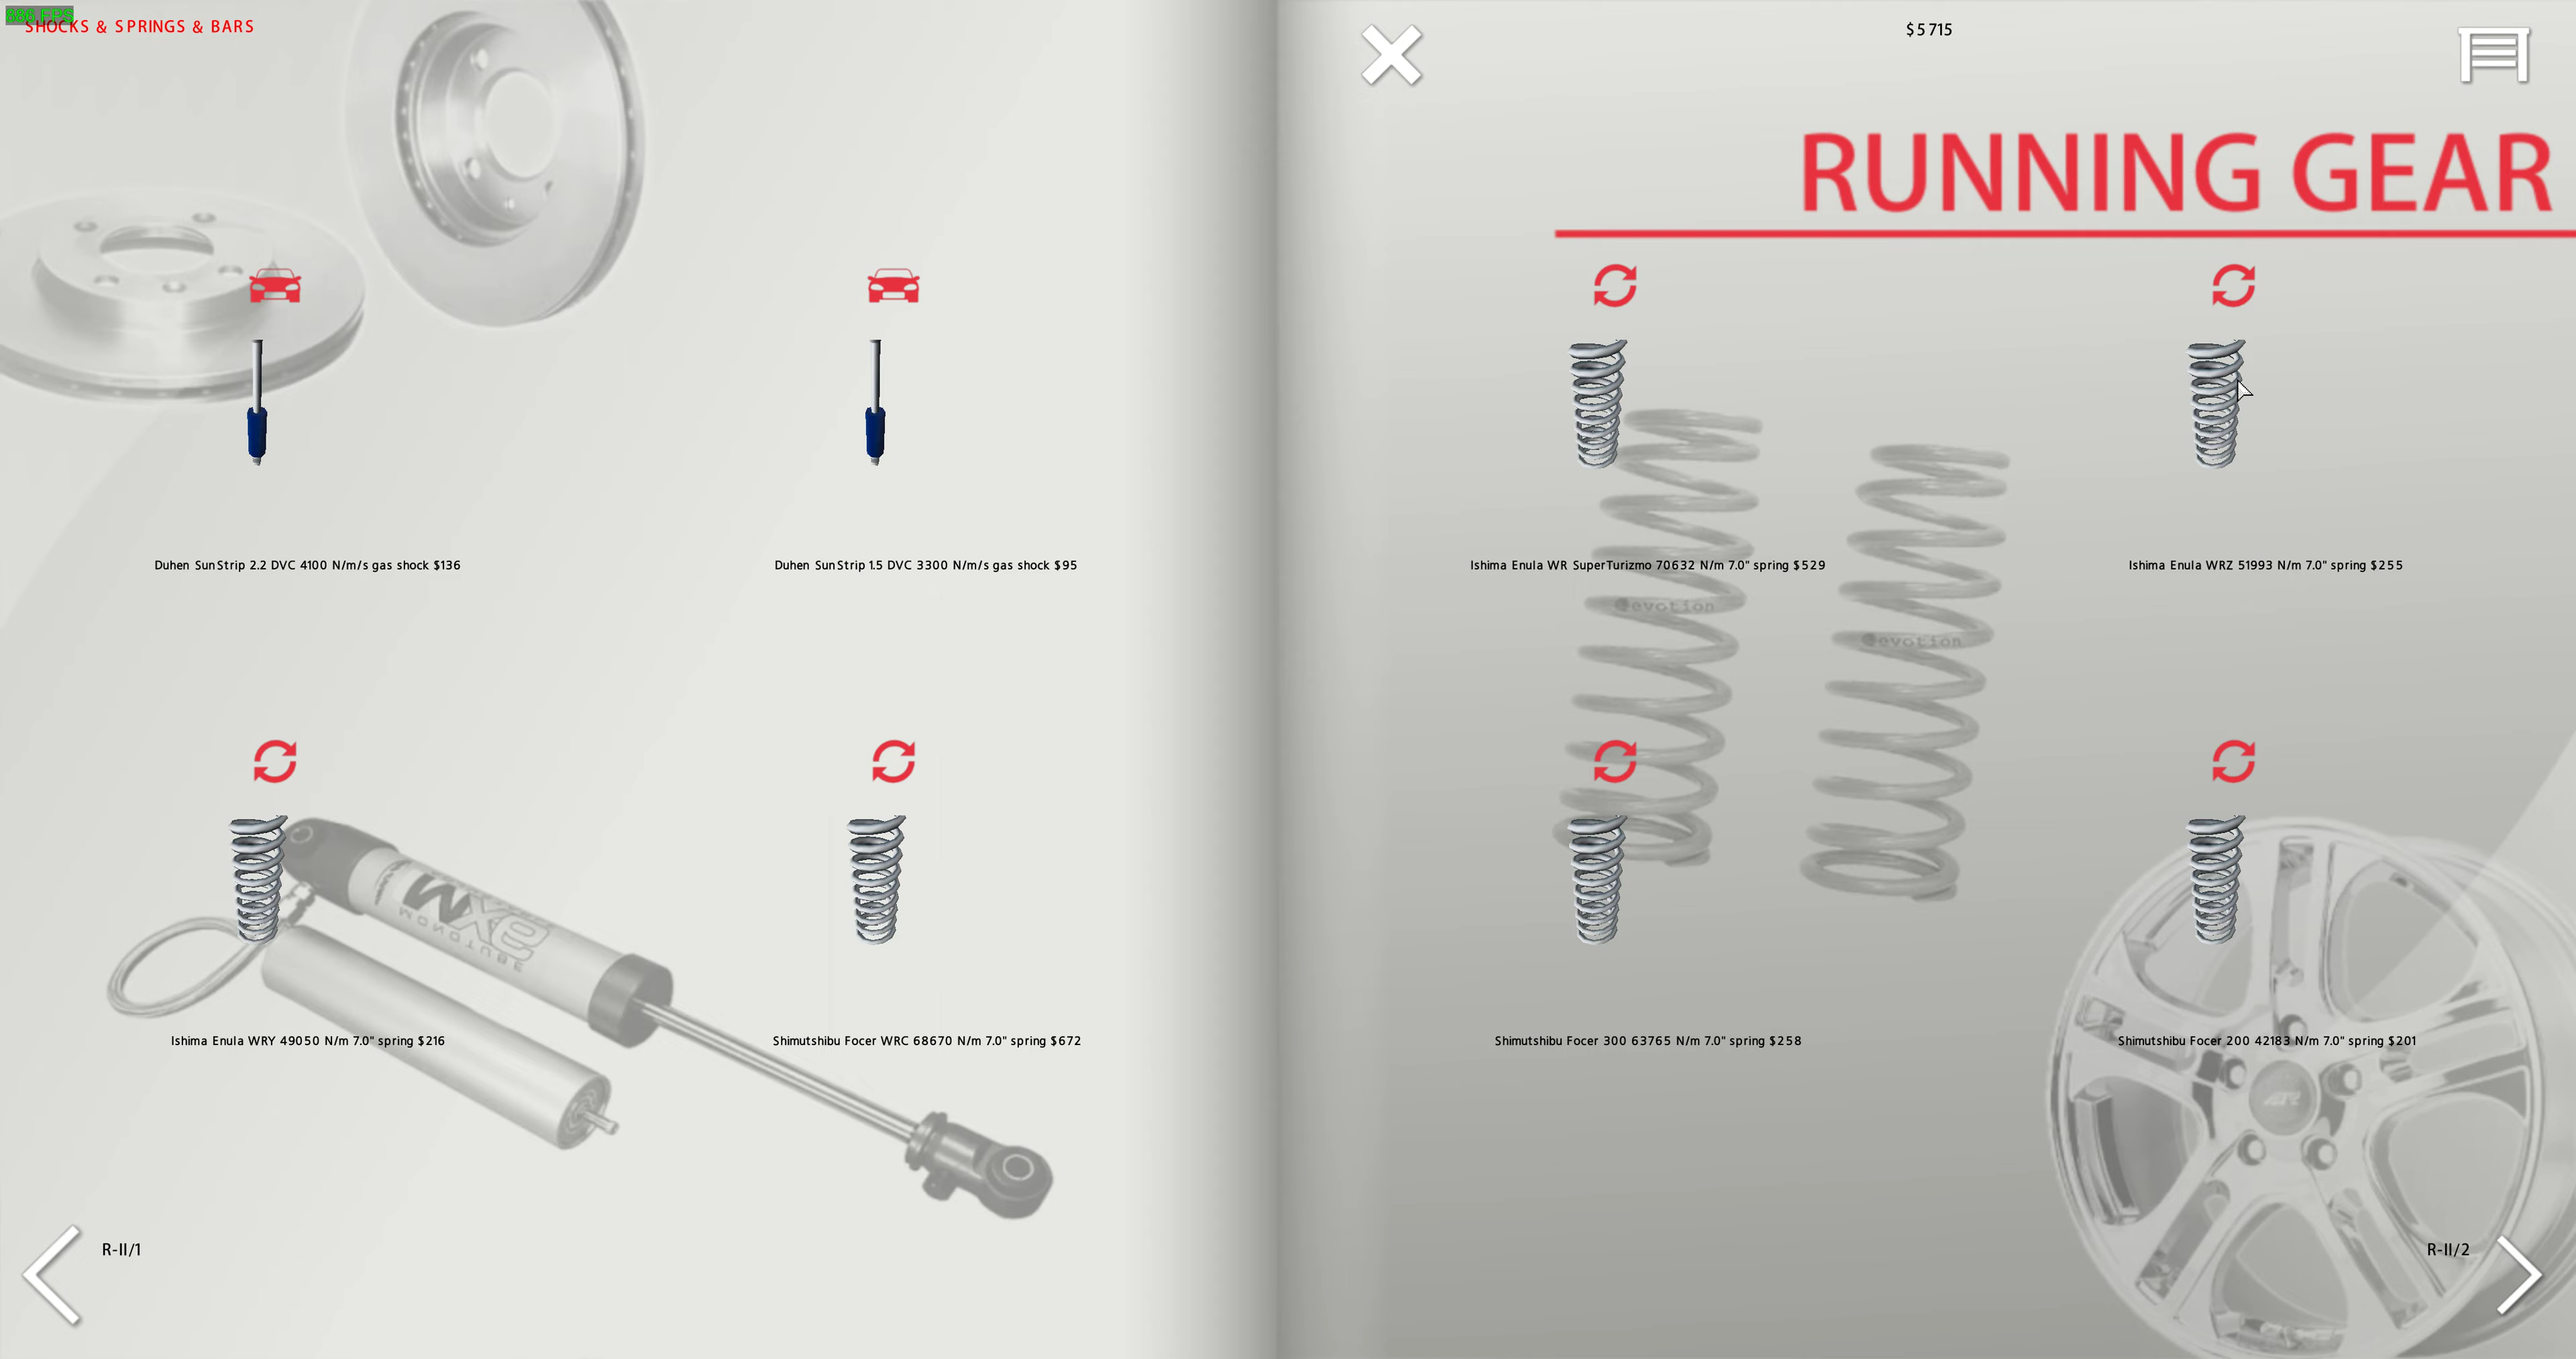 886 FPS
SHOCKS & SPRINGS & BARS
$5715
RUNNING GEAR
Duhen SunStrip 2.2 DVC 4100 N/m/s gas shock $136
Duhen SunStrip 1.5 DVC 3300 N/m/s gas shock $95
Ishima Enula WR SuperTurizmo 70632 N/m 7.0" spring $529
Ishima Enula WRZ 51993 N/m 7.0" spring $255
evotion
evotion
Ishima Enula WRY 49050 N/m 7.0" spring $216
Shimutshibu Focer WRC 68670 N/m 7.0" spring $672
Shimutshibu Focer 300 63765 N/m 7.0" spring $258
Shimutshibu Focer 200 42183 N/m 7.0" spring $201
R-II/1
R-II/2